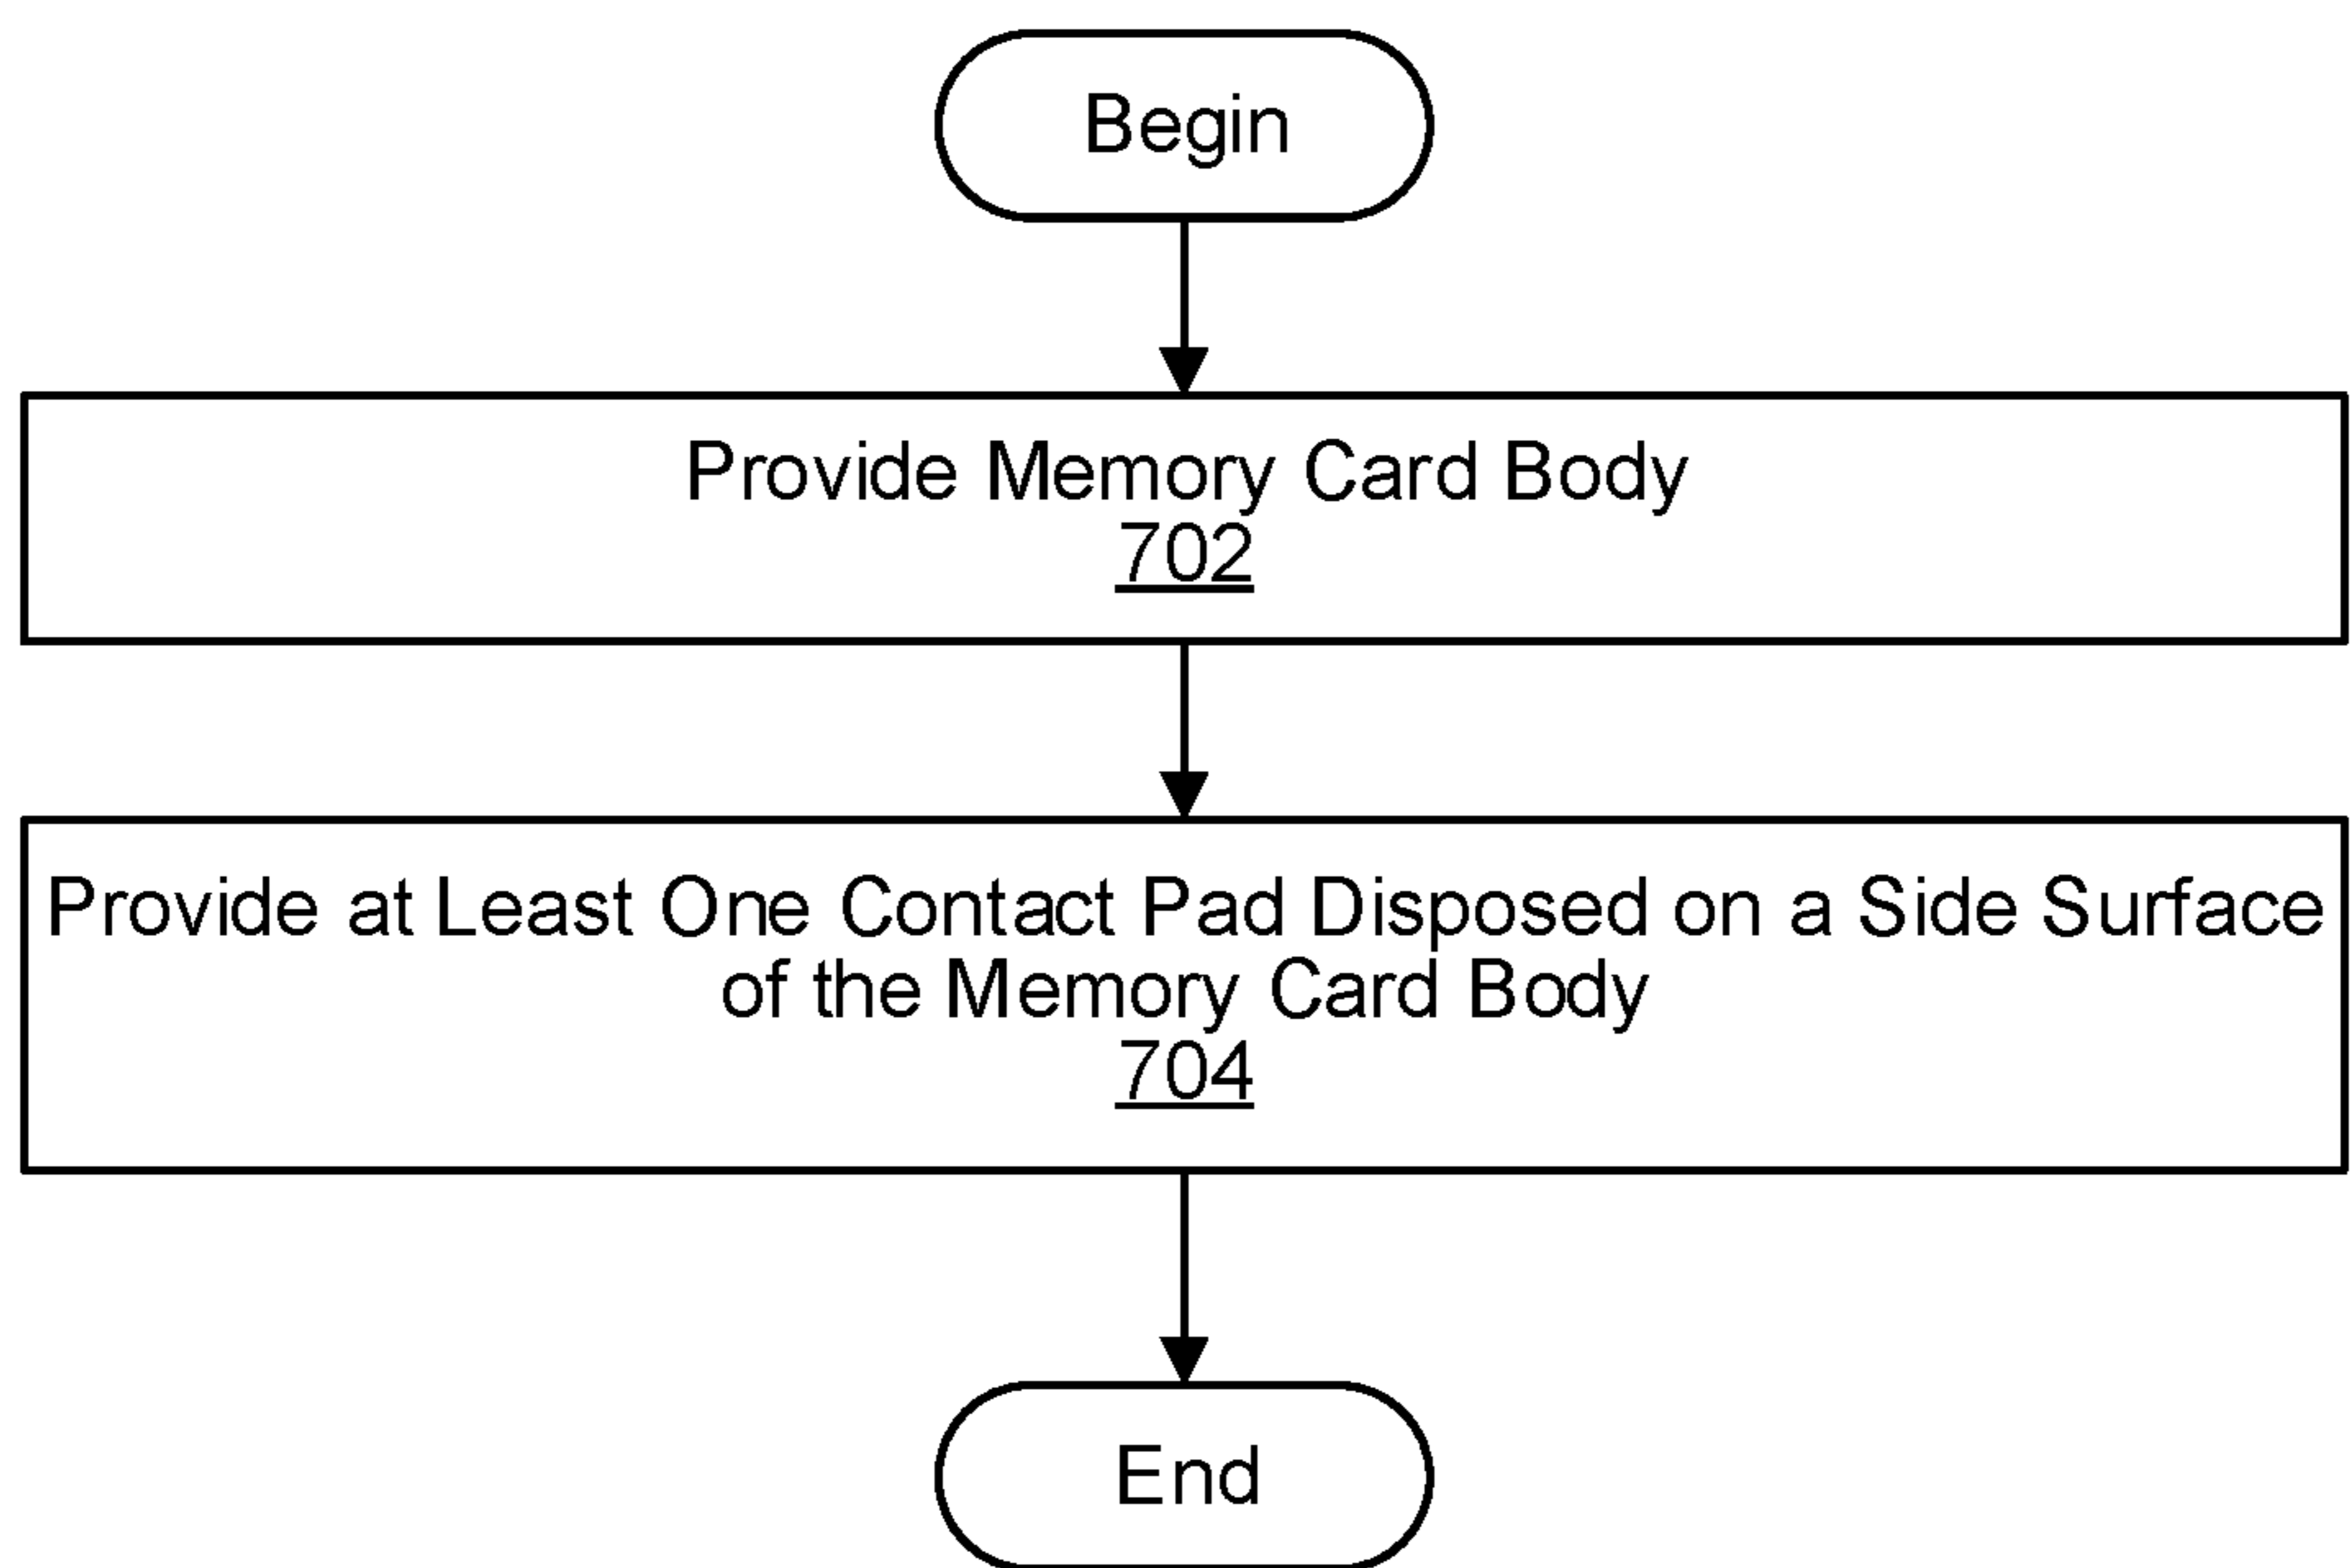 Begin
Provide Memory Card Body
702
Provide at Least One Contact Pad Disposed on a Side Surface
of the Memory Card Body
704
End